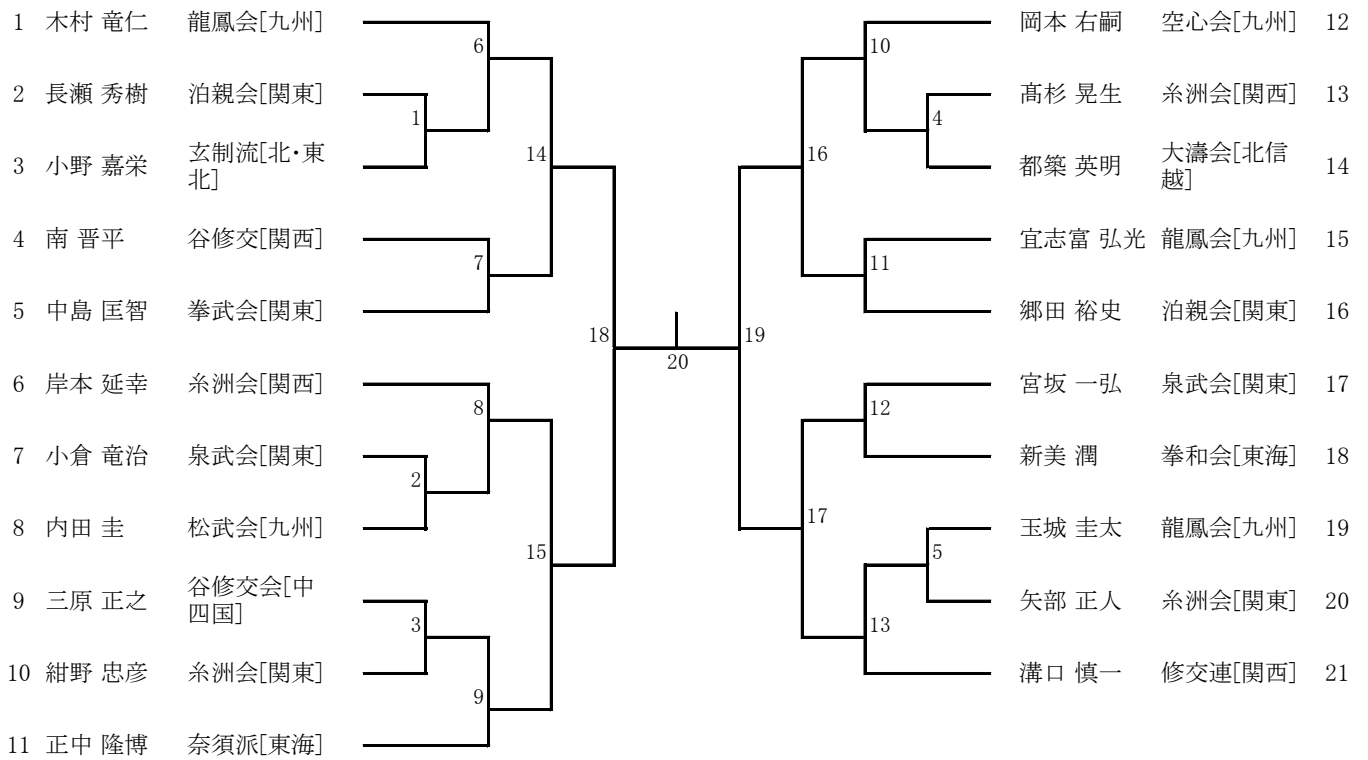 1 木村 竜仁 龍鳳会[九州]
2 長瀬 秀樹 泊親会[関東]
3 小野 嘉栄 玄制流[北・東
北]
4 南 晋平 谷修交[関西]
5 中島 匡智 拳武会[関東]
6 岸本 延幸 糸洲会[関西]
7 小倉 竜治 泉武会[関東]
8 内田 圭 松武会[九州]
9 三原 正之 谷修交会[中
四国]
10 紺野 忠彦 糸洲会[関東]
11 正中 隆博 奈須派[東海]
6
1
14
7
18
8
2
15
3
9
20
10
4
16
11
19
12
17
5
13
岡本 右嗣 空心会[九州] 12
髙杉 晃生 糸洲会[関西] 13
都築 英明 大濤会[北信
越] 14
宜志富 弘光 龍鳳会[九州] 15
郷田 裕史 泊親会[関東] 16
宮坂 一弘 泉武会[関東] 17
新美 潤 拳和会[東海] 18
玉城 圭太 龍鳳会[九州] 19
矢部 正人 糸洲会[関東] 20
溝口 慎一 修交連[関西] 21